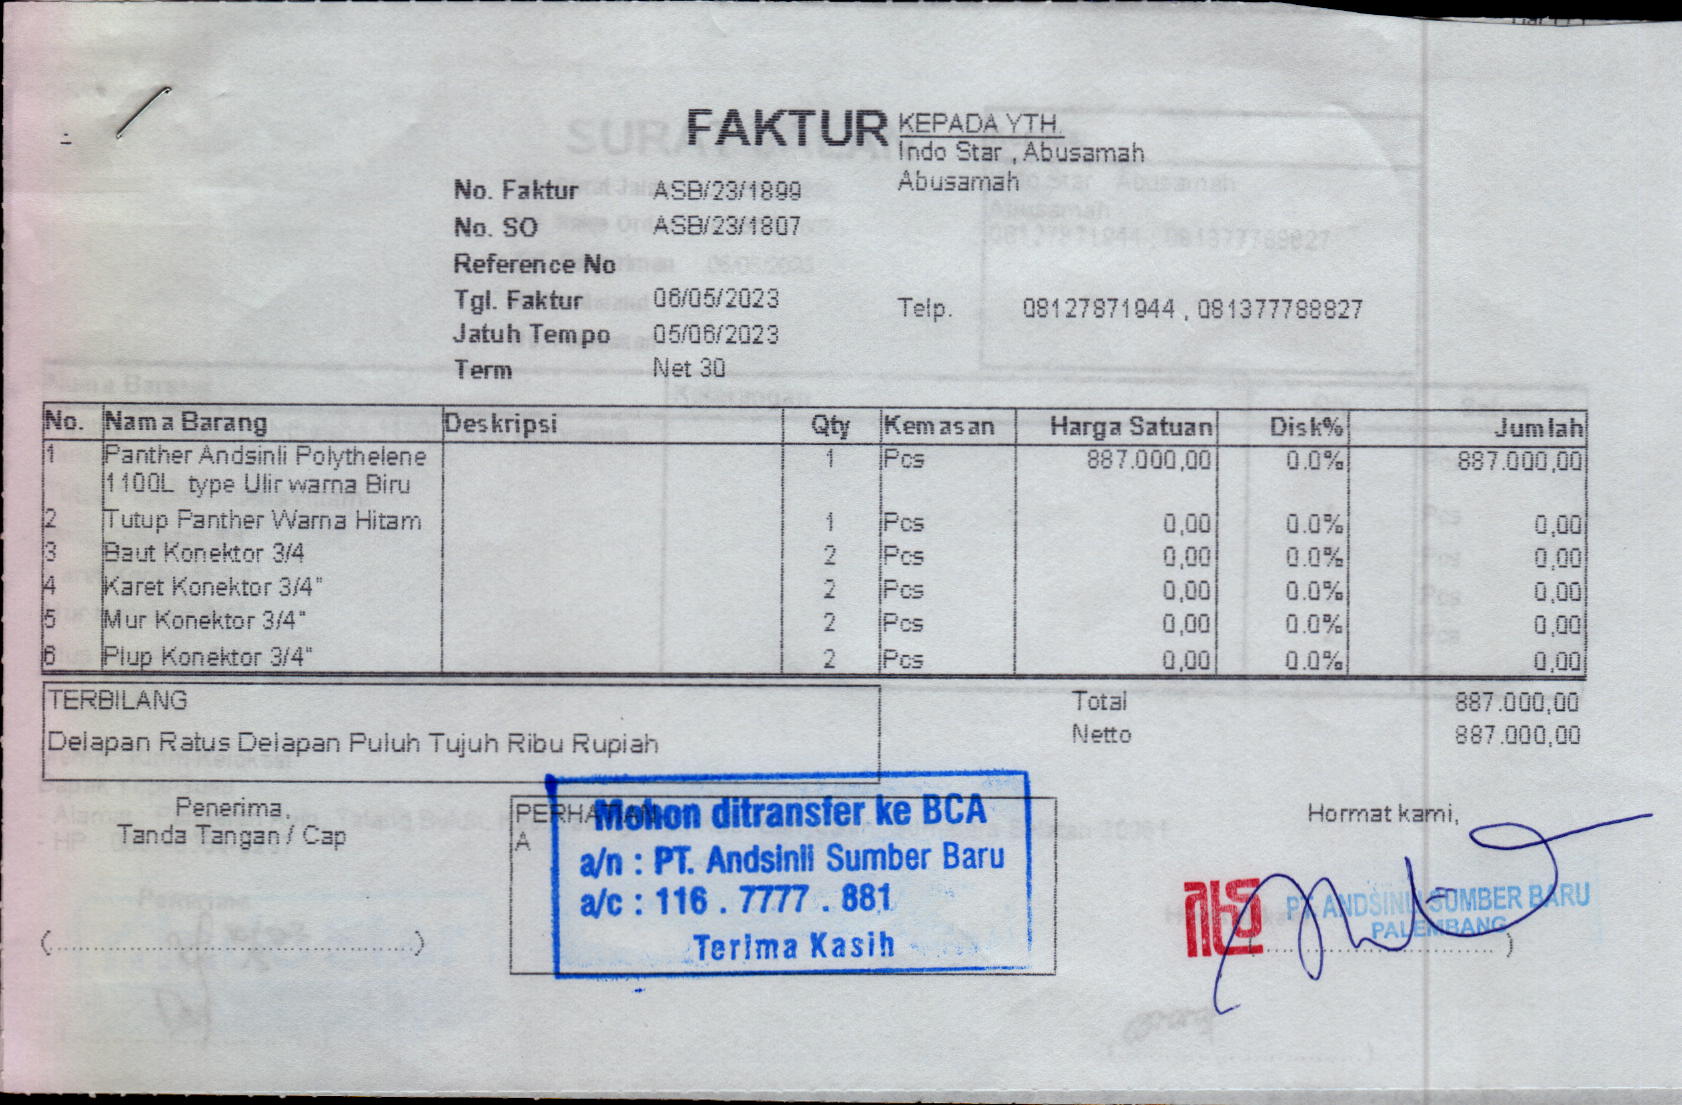 FAKTUR
KEPADA YTH.
Indo Star , Abusamah
Abusamah
No. Faktur ASB/23/1899
No. SO ASB/23/1807
Reference No
Tgl. Faktur 06/05/2023
Jatuh Tempo 05/06/2023
Term Net 30
Telp. 08127871944 , 081377788827
No. Nama Barang Deskripsi Qty Kemasan Harga Satuan Disk% Jumlah
1 Panther Andsinli Polythelene 1 Pcs 887.000,00 0.0% 887.000,00
1100L type Ulir warna Biru
2 Tutup Panther Warna Hitam 1 Pcs 0,00 0.0% 0,00
3 Baut Konektor 3/4 2 Pcs 0,00 0.0% 0,00
4 Karet Konektor 3/4" 2 Pcs 0,00 0.0% 0,00
5 Mur Konektor 3/4" 2 Pcs 0,00 0.0% 0,00
6 Plup Konektor 3/4" 2 Pcs 0,00 0.0% 0,00
TERBILANG
Delapan Ratus Delapan Puluh Tujuh Ribu Rupiah
Total 887.000,00
Netto 887.000,00
Penerima,
Tanda Tangan / Cap
(......................................)
PERHATIAN
A
Mohon ditransfer ke BCA
a/n : PT. Andsinli Sumber Baru
a/c : 116 . 7777 . 881
Terima Kasih
Hormat kami,
PT. ANDSINLI SUMBER BARU
PALEMBANG
(..............................)